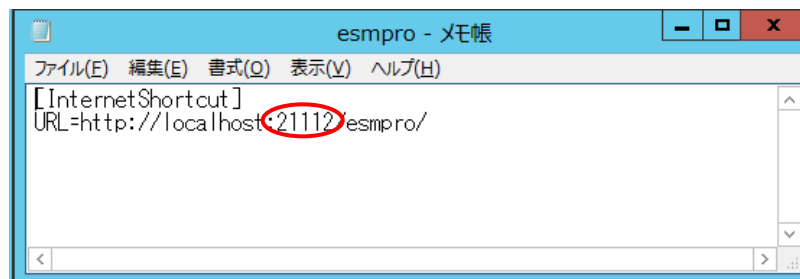 esmpro - メモ帳
ファイル(F) 編集(E) 書式(O) 表示(V) ヘルプ(H)
[InternetShortcut]
URL=http://localhost:21112/esmpro/